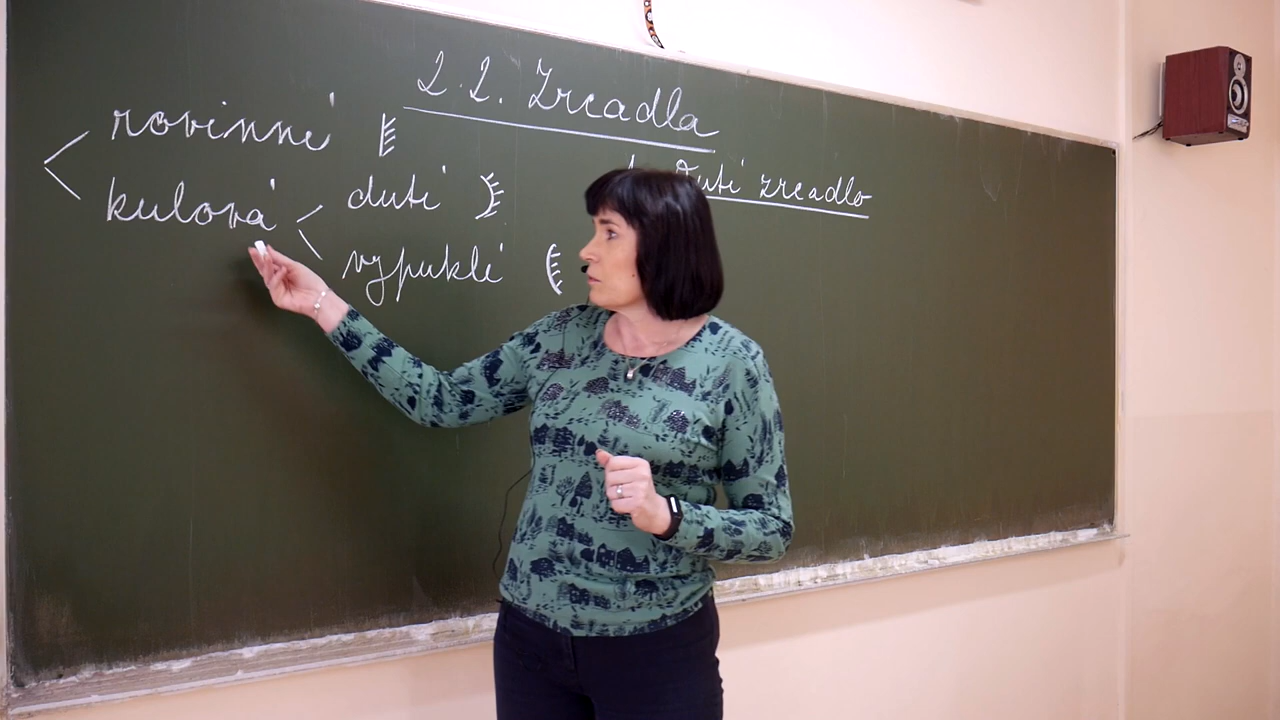 2.2. Zrcadla
rovinné
kulová
duté
vypuklé
duté zrcadlo